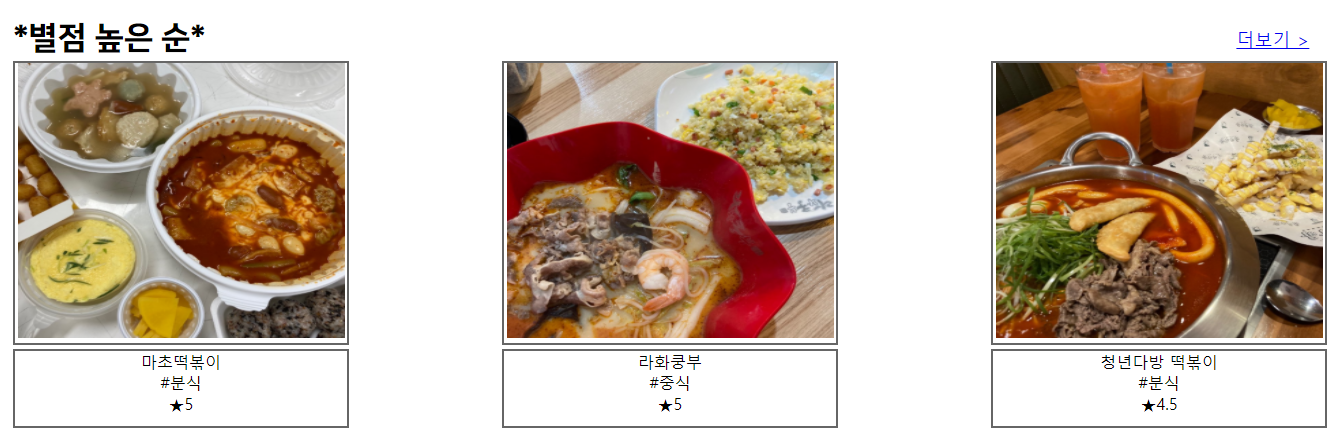 *별점 높은 순*
더보기 >
마초떡볶이
#분식
★5
라화쿵부
#중식
★5
청년다방 떡볶이
#분식
★4.5